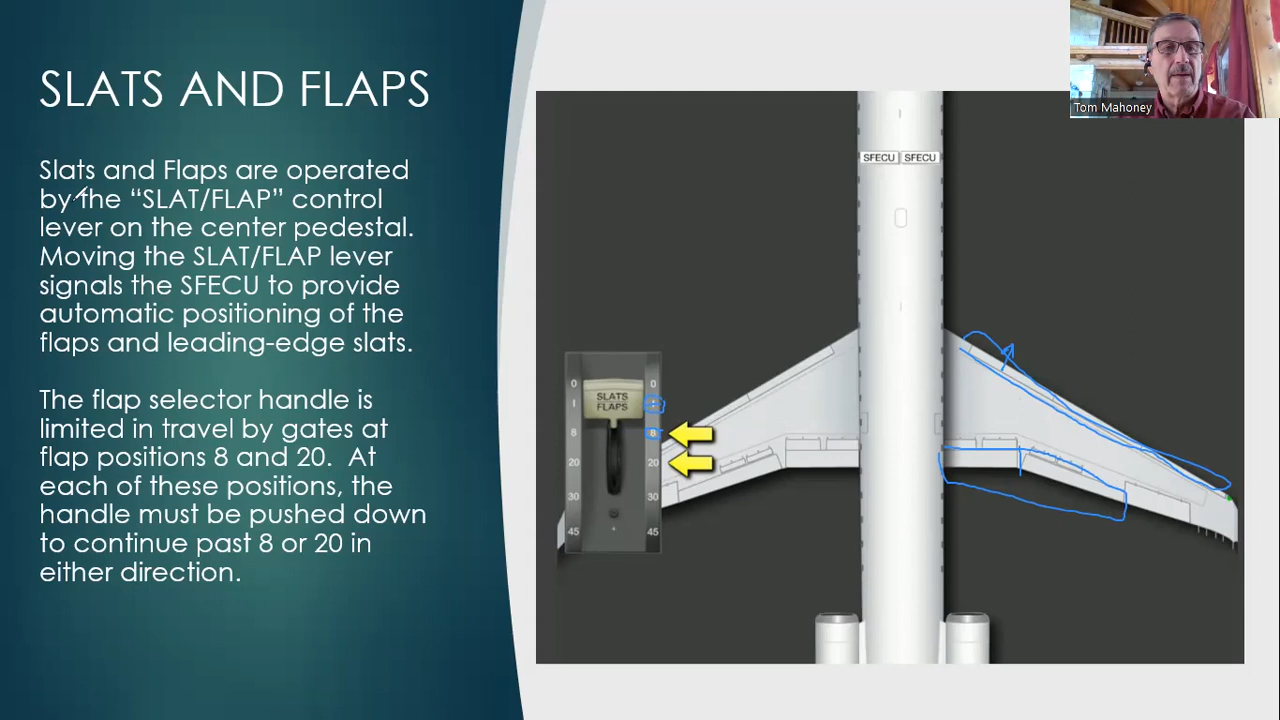 SLATS AND FLAPS
Slats and Flaps are operated
by the “SLAT/FLAP” control
lever on the center pedestal.
Moving the SLAT/FLAP lever
signals the SFECU to provide
automatic positioning of the
flaps and leading-edge slats.
The flap selector handle is
limited in travel by gates at
flap positions 8 and 20.  At
each of these positions, the
handle must be pushed down
to continue past 8 or 20 in
either direction.
Tom Mahoney
SFECU SFECU
0 0
SLATS
FLAPS
1 1
8 8
20 20
30 30
45 45